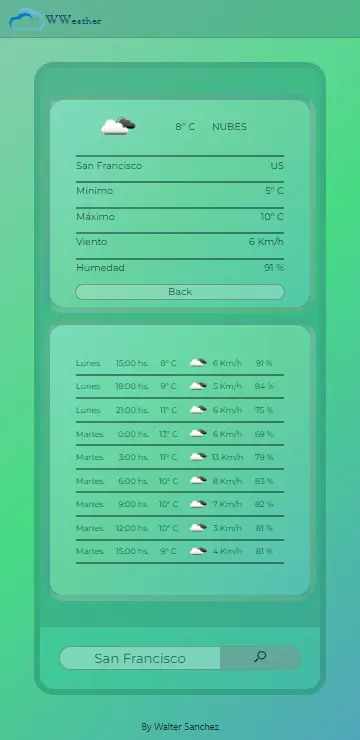 WWeather
8° C NUBES
San Francisco US
Mínimo 5° C
Máximo 10° C
Viento 6 Km/h
Humedad 91 %
Back
Lunes 15:00 hs. 8° C 6 Km/h 91 %
Lunes 18:00 hs. 9° C 5 Km/h 84 %
Lunes 21:00 hs. 11° C 6 Km/h 75 %
Martes 0:00 hs. 13° C 6 Km/h 69 %
Martes 3:00 hs. 11° C 13 Km/h 79 %
Martes 6:00 hs. 10° C 8 Km/h 83 %
Martes 9:00 hs. 10° C 7 Km/h 82 %
Martes 12:00 hs. 10° C 3 Km/h 81 %
Martes 15:00 hs. 9° C 4 Km/h 81 %
San Francisco
By Walter Sanchez